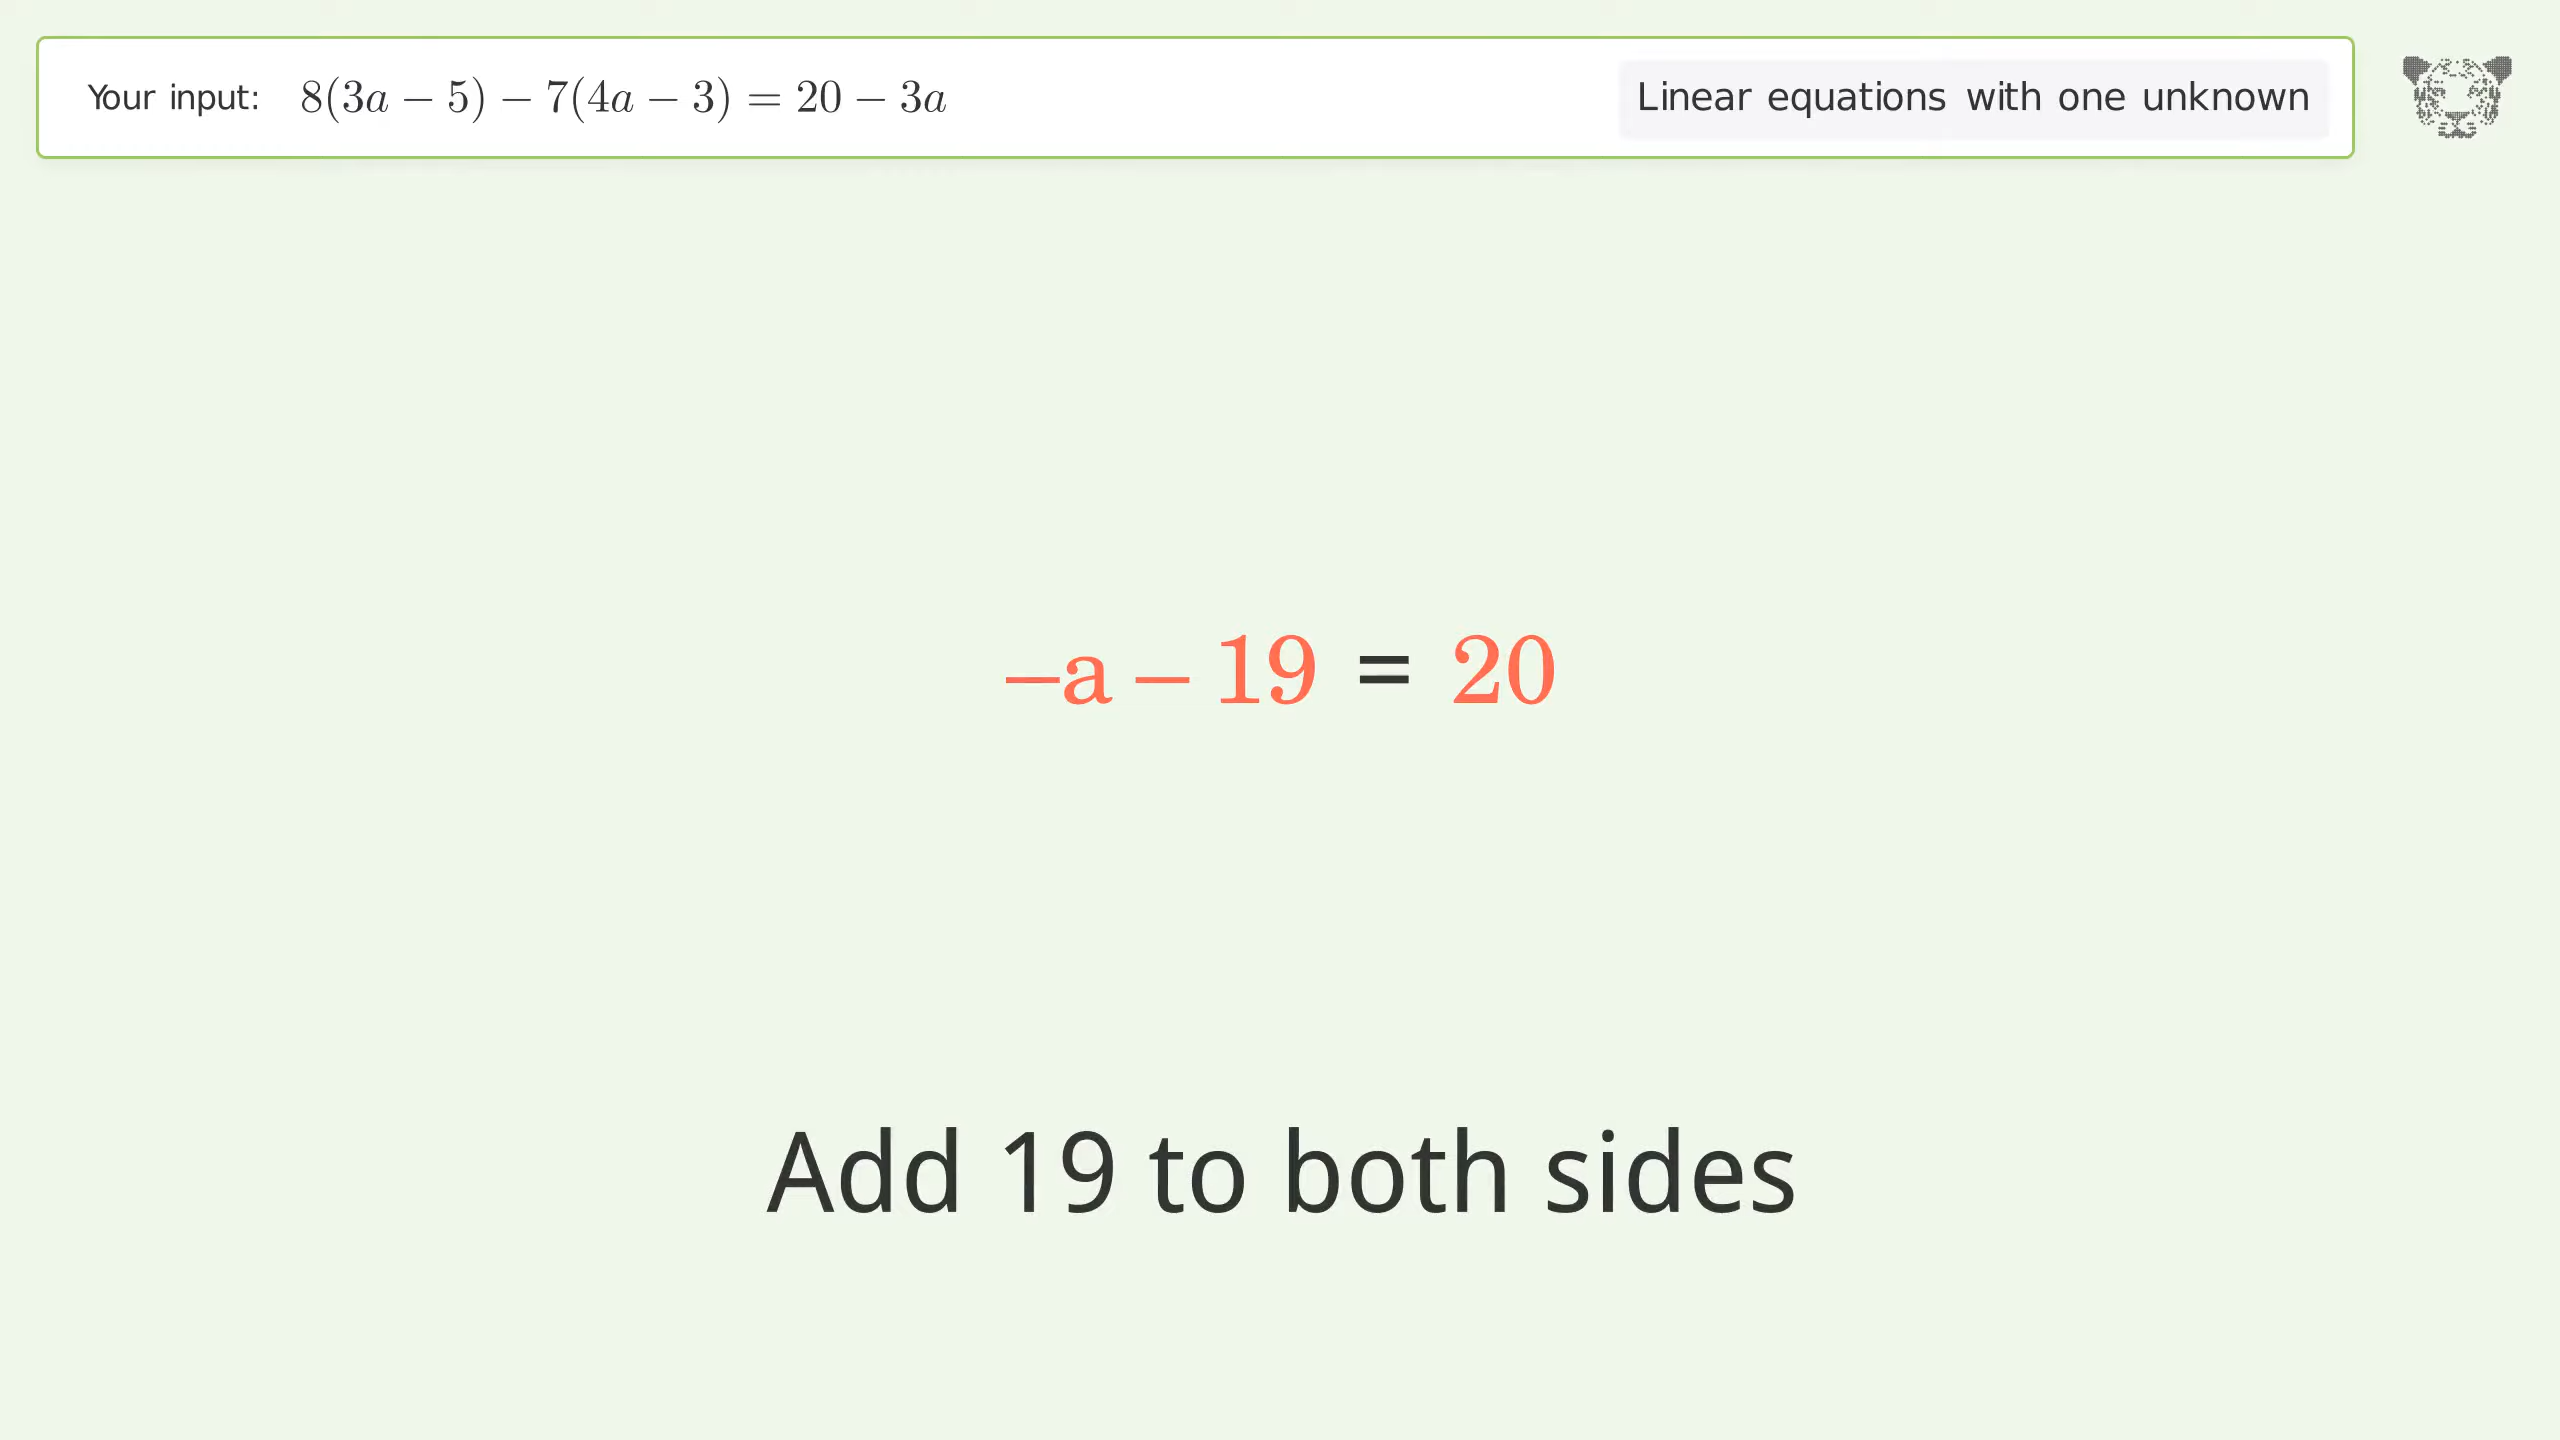 Your input: 8(3a − 5) − 7(4a − 3) = 20 − 3a
Linear equations with one unknown
–a – 19 = 20
Add 19 to both sides